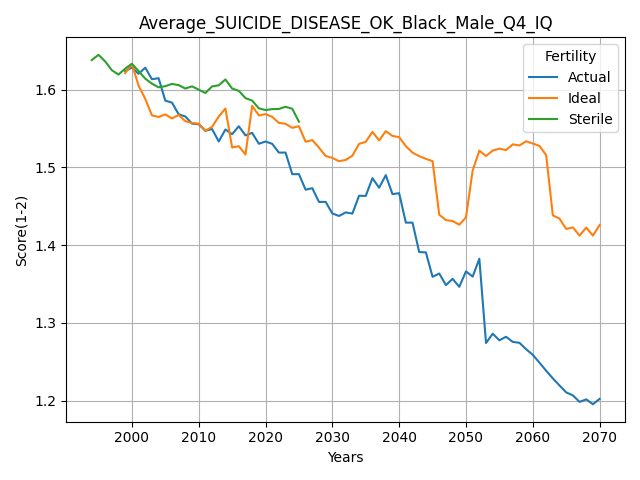 Average_SUICIDE_DISEASE_OK_Black_Male_Q4_IQ
Fertility
Actual
Ideal
Sterile
Score(1-2)
1.6
1.5
1.4
1.3
1.2
2000 2010 2020 2030 2040 2050 2060 2070
Years